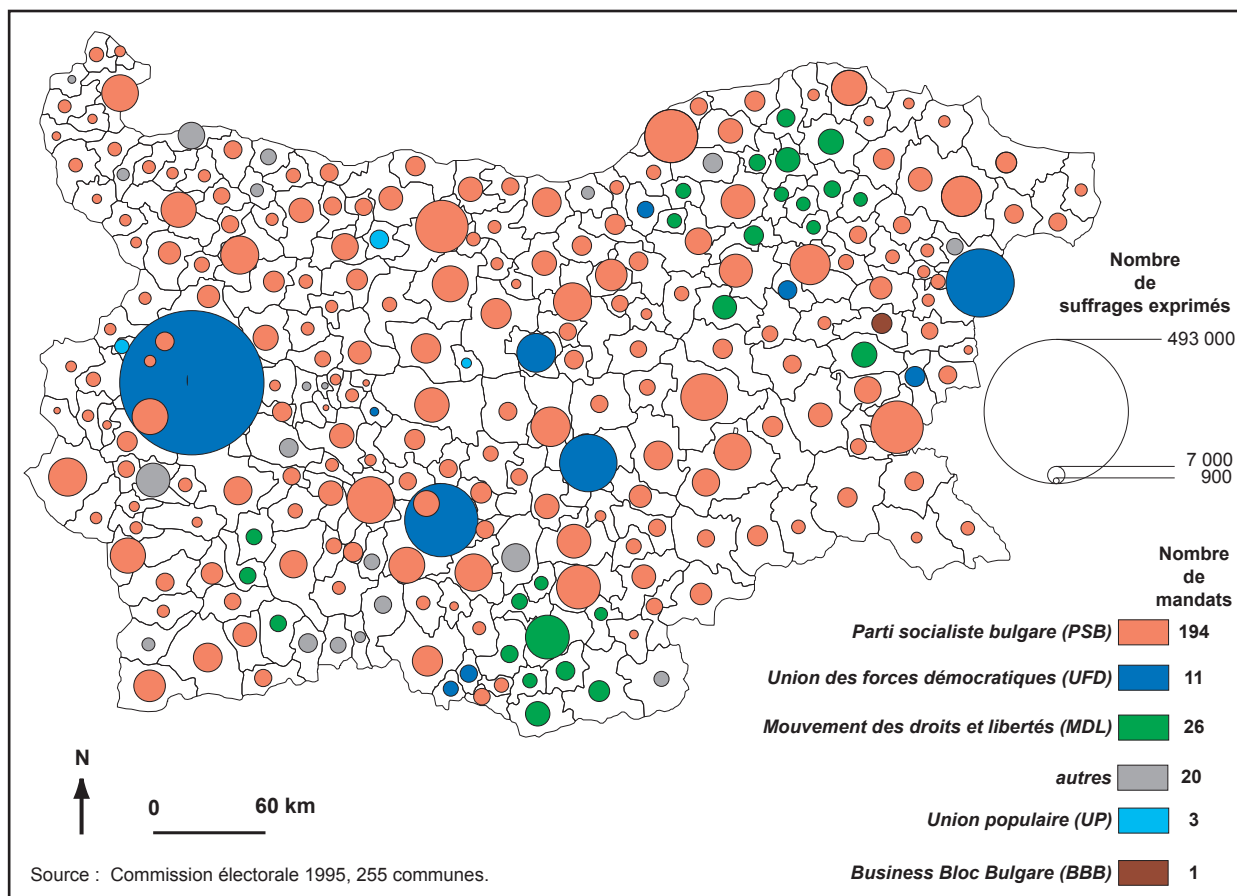 Nombre
de
suffrages exprimés
493 000
7 000
900
Nombre
de
mandats
Parti socialiste bulgare (PSB) 194
Union des forces démocratiques (UFD) 11
Mouvement des droits et libertés (MDL) 26
autres 20
Union populaire (UP) 3
Business Bloc Bulgare (BBB) 1
N
0 60 km
Source : Commission électorale 1995, 255 communes.